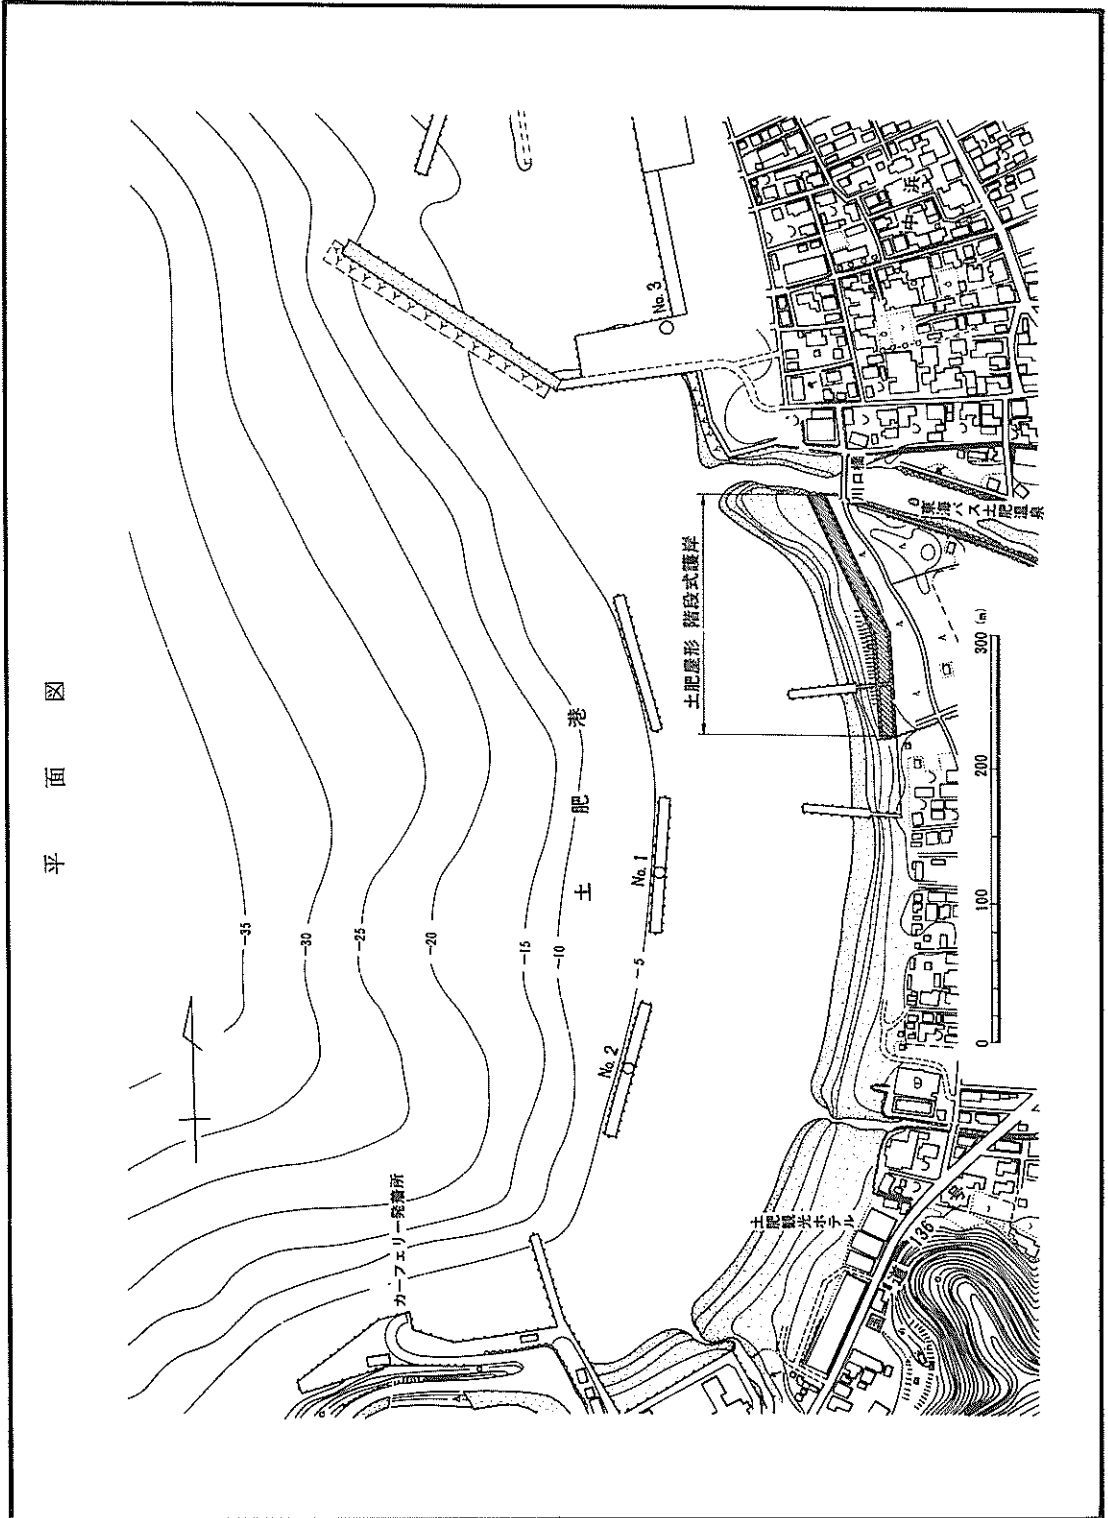 平面図
-35
-30
-25
-20
-15
-10
-5
土肥港
No. 1
No. 2
No. 3
カーフェリー発着所
土肥屋形 階段式護岸
中浜
川口橋
東海バス土肥温泉
土肥
観光ホテル
国道136号
0
100
200
300 (m)